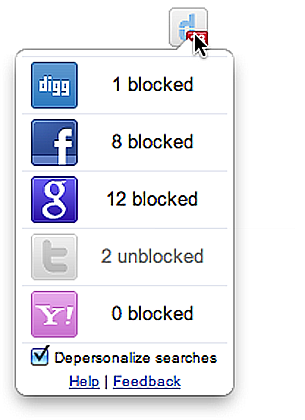 digg 1 blocked
f 8 blocked
g 12 blocked
t 2 unblocked
Y! 0 blocked
Depersonalize searches
Help | Feedback